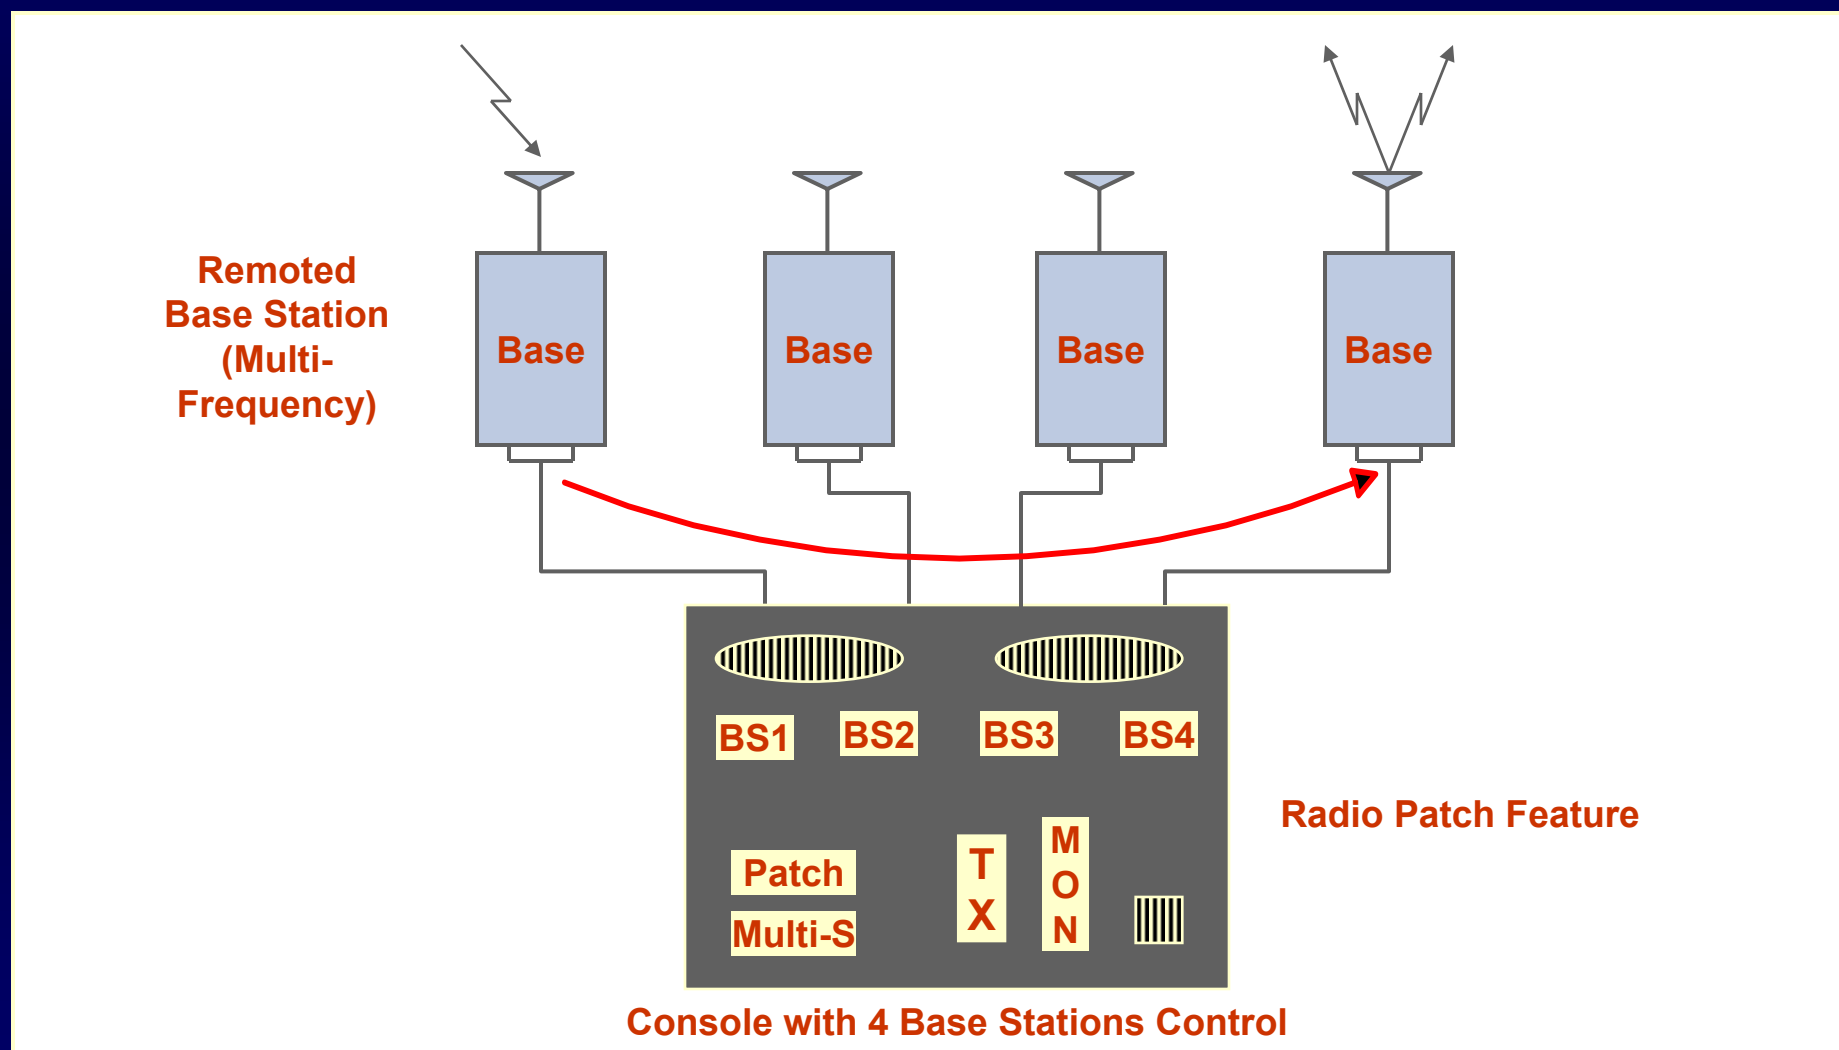 Remoted
Base Station
(Multi-
Frequency)
Base
Base
Base
Base
BS1
BS2
BS3
BS4
Patch
Multi-S
T
X
M
O
N
Radio Patch Feature
Console with 4 Base Stations Control